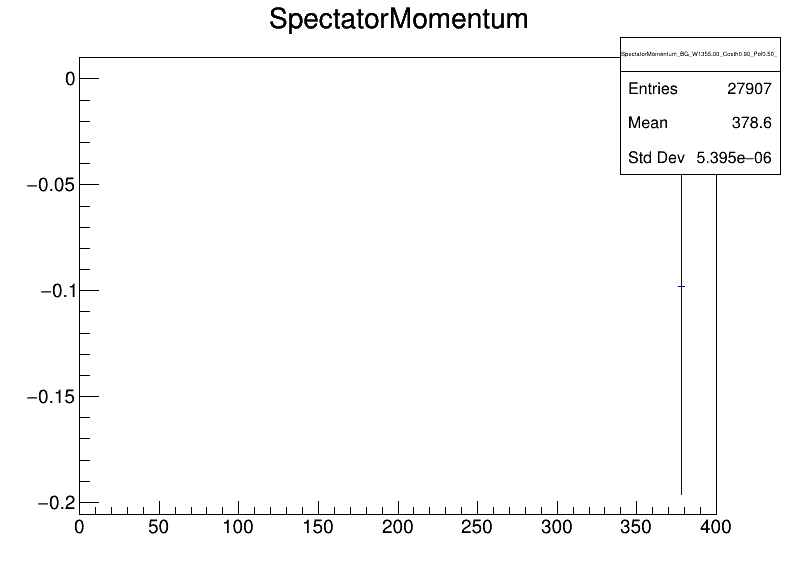 SpectatorMomentum
SpectatorMomentum_BG_W1355.00_Costh0.90_Pol0.50_
Entries 27907
Mean 378.6
Std Dev 5.395e−06
0
−0.05
−0.1
−0.15
−0.2
0 50 100 150 200 250 300 350 400